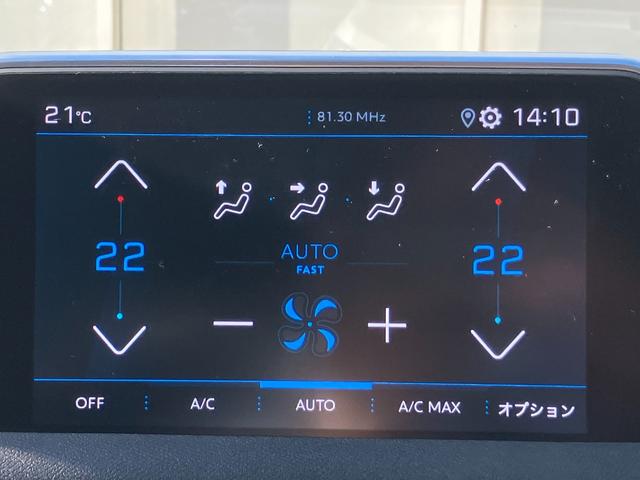 21℃ 81.30 MHz 14:10
22 AUTO 22
FAST
OFF A/C AUTO A/C MAX オプション